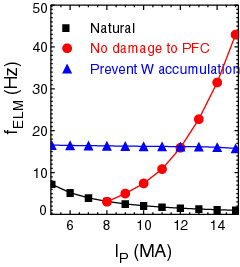 50
40
30
20
10
0
f_ELM (Hz)
Natural
No damage to PFC
Prevent W accumulation
6 8 10 12 14
I_P (MA)